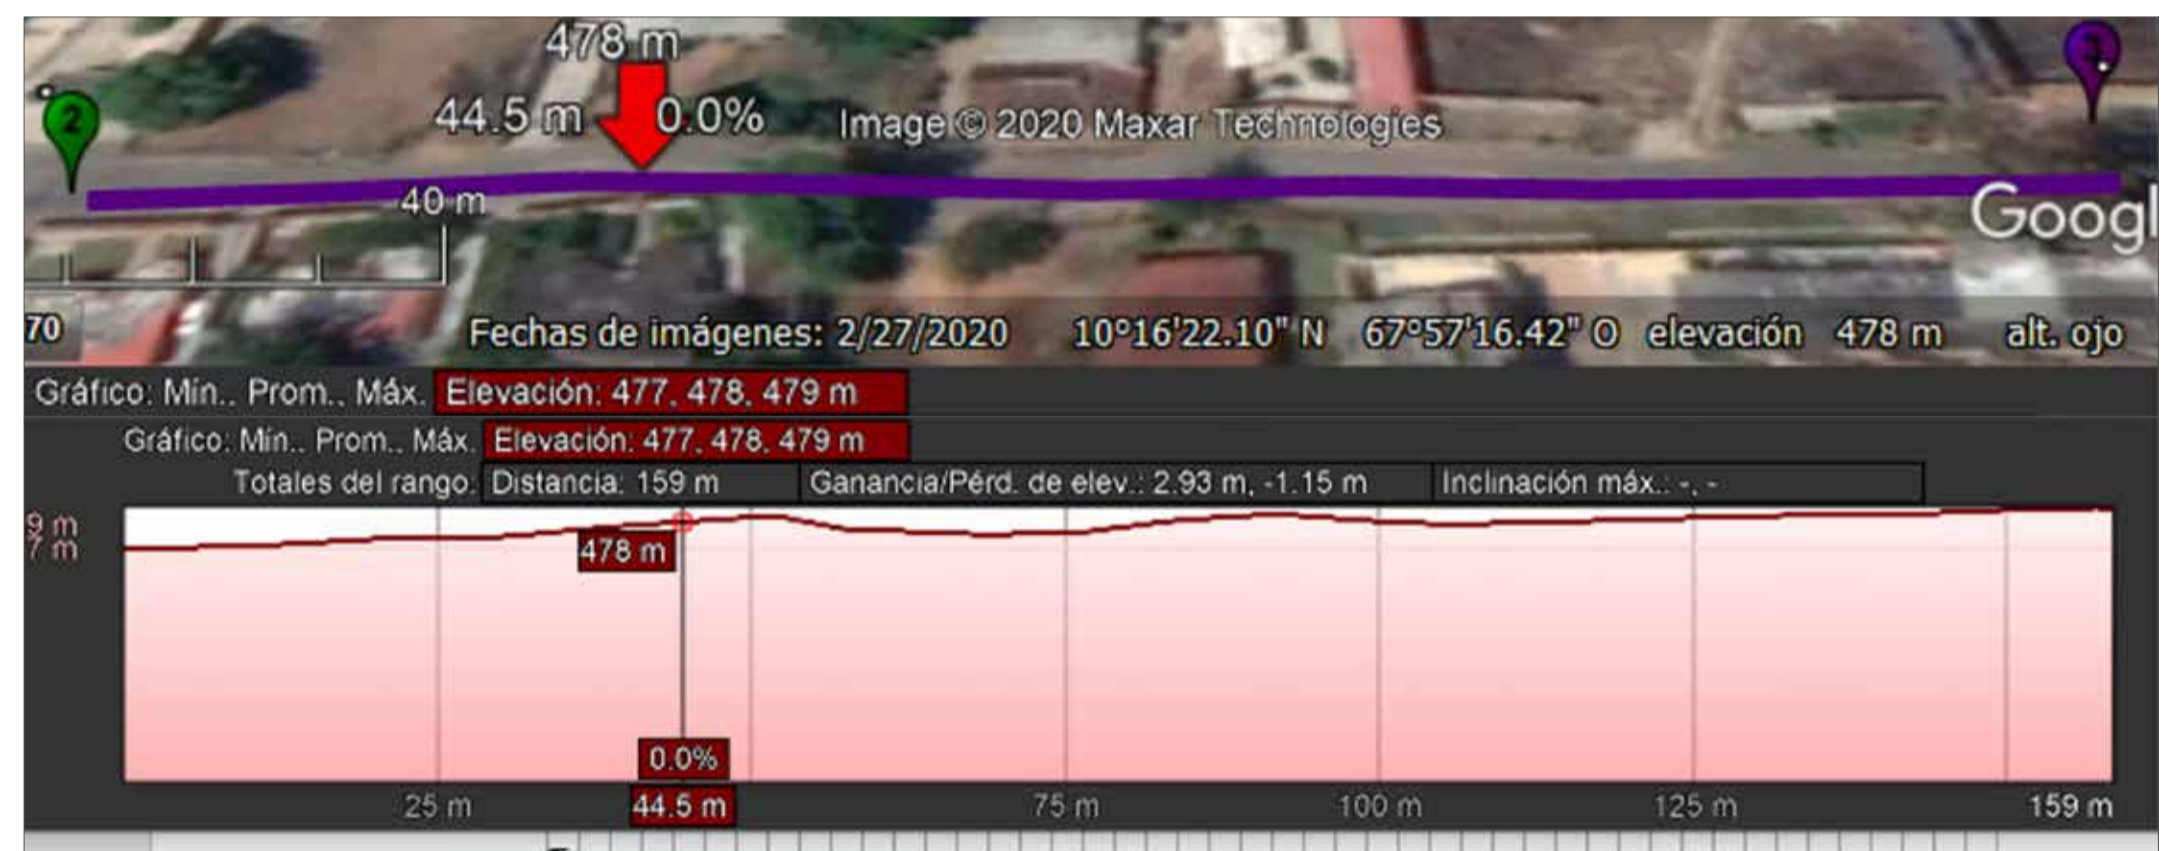 478 m
2
44.5 m 0.0% Image © 2020 Maxar Technologies
40 m
Googl
70
Fechas de imágenes: 2/27/2020 10°16'22.10" N 67°57'16.42" O elevación 478 m alt. ojo
Gráfico: Mín.. Prom.. Máx. Elevación: 477. 478. 479 m
Gráfico: Mín.. Prom.. Máx. Elevación: 477. 478. 479 m
Totales del rango. Distancia: 159 m Ganancia/Pérd. de elev.: 2.93 m, -1.15 m Inclinación máx.: -, -
9 m
7 m
478 m
0.0%
25 m 44.5 m 75 m 100 m 125 m 159 m